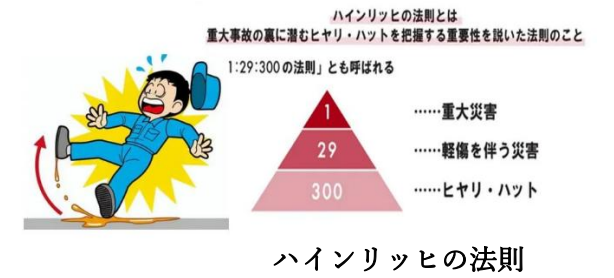 ハインリッヒの法則とは
重大事故の裏に潜むヒヤリ・ハットを把握する重要性を説いた法則のこと
1:29:300の法則」とも呼ばれる
1 ……重大災害
29 ……軽傷を伴う災害
300 ……ヒヤリ・ハット
ハインリッヒの法則